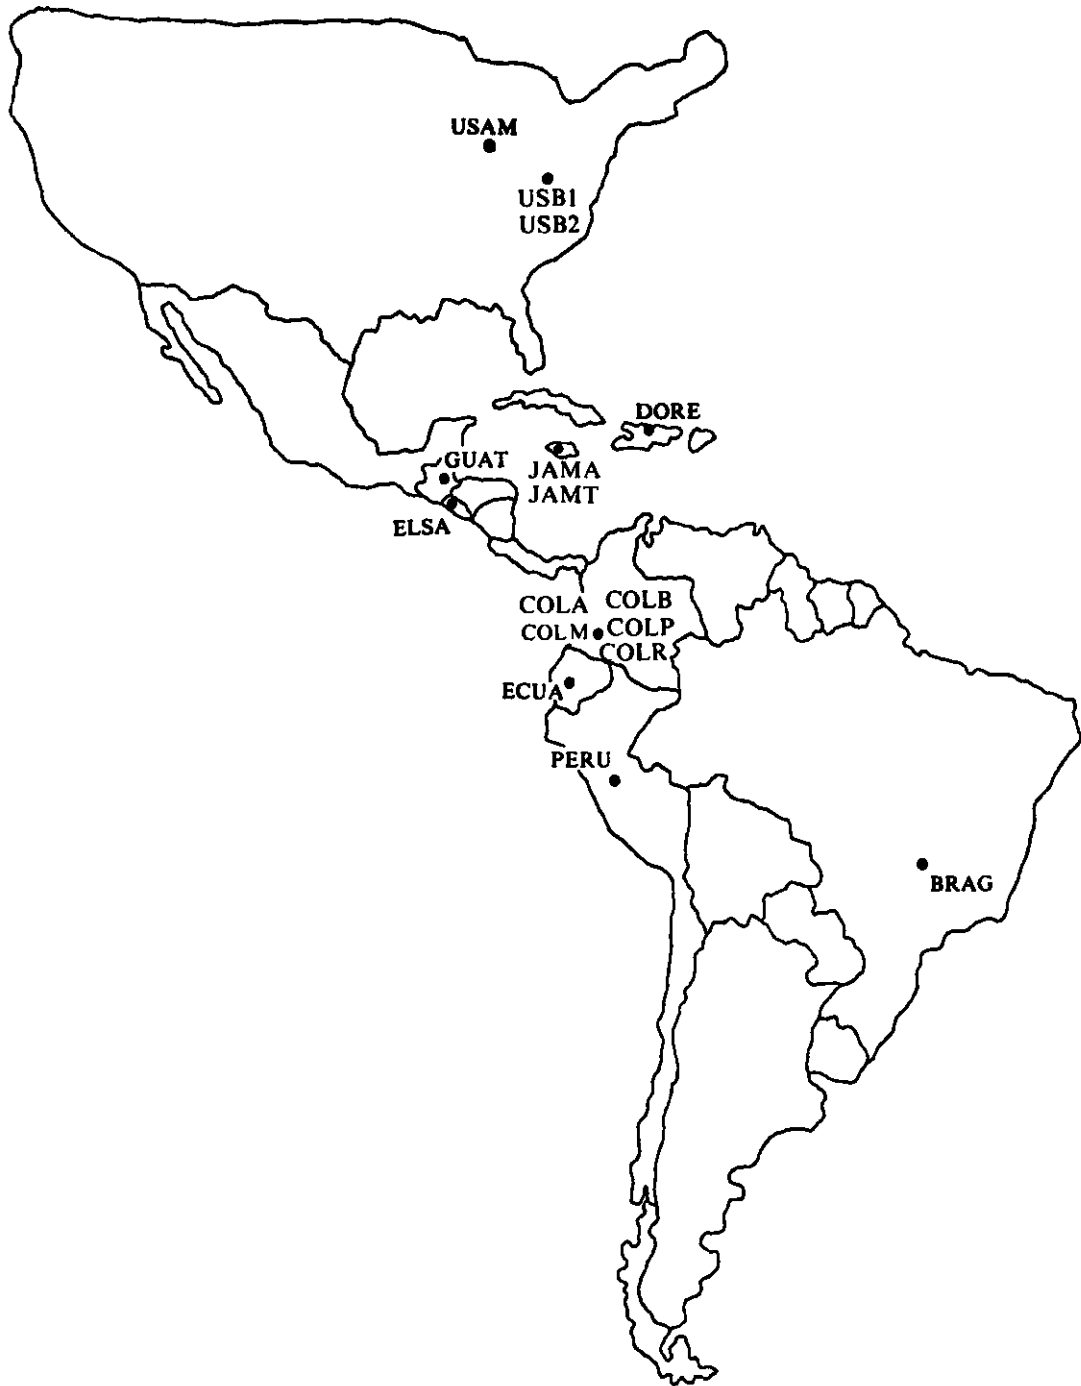 USAM
USB1
USB2
DORE
GUAT
JAMA
JAMT
ELSA
COLA COLB
COLM COLP
COLR
ECUA
PERU
BRAG